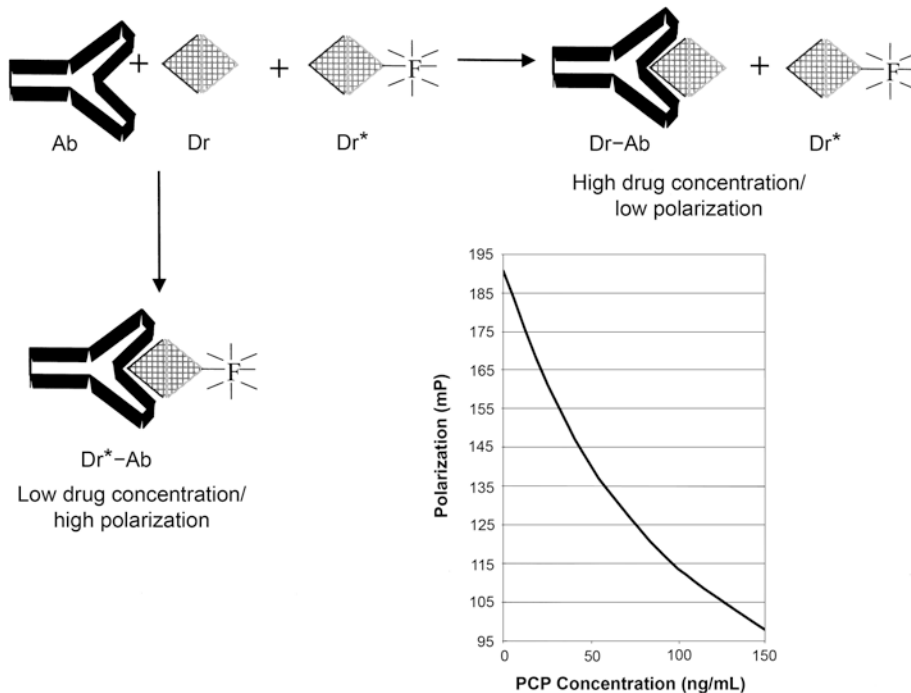 +
+
F
+
F
Ab
Dr
Dr*
Dr–Ab
Dr*
High drug concentration/
low polarization
F
Dr*–Ab
Low drug concentration/
high polarization
Polarization (mP)
195
185
175
165
155
145
135
125
115
105
95
0
50
100
150
PCP Concentration (ng/mL)